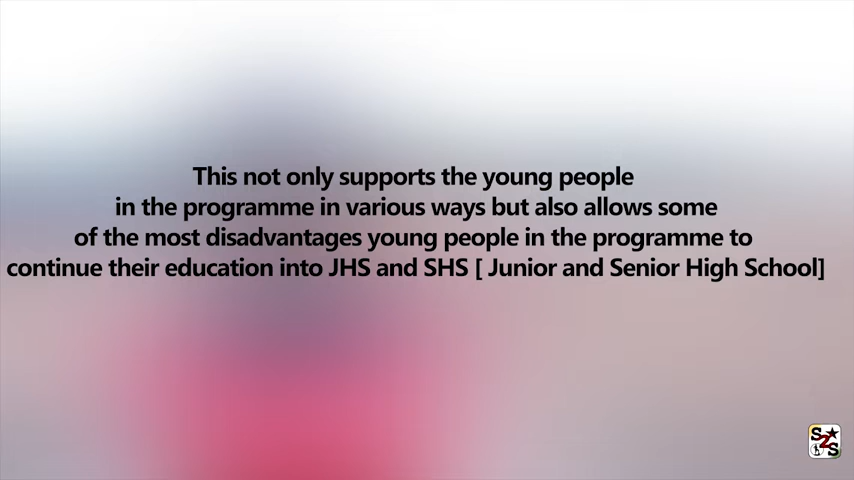 This not only supports the young people
in the programme in various ways but also allows some
of the most disadvantages young people in the programme to
continue their education into JHS and SHS [ Junior and Senior High School]
SZS